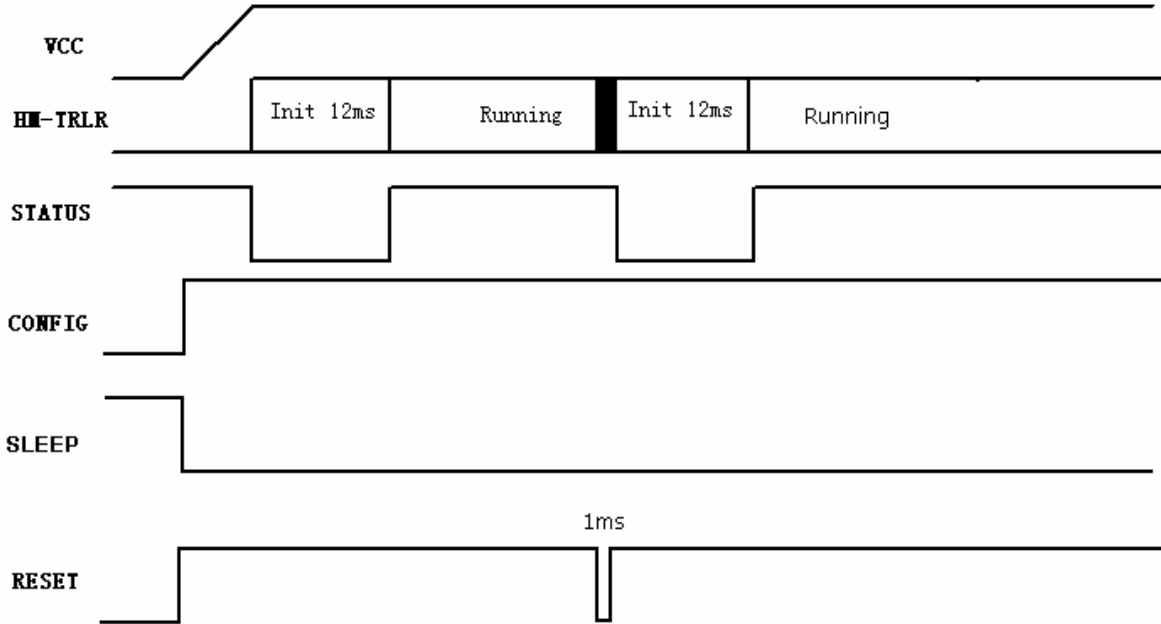 VCC
HM-TRLR
Init 12ms
Running
Init 12ms
Running
STATUS
CONFIG
SLEEP
1ms
RESET